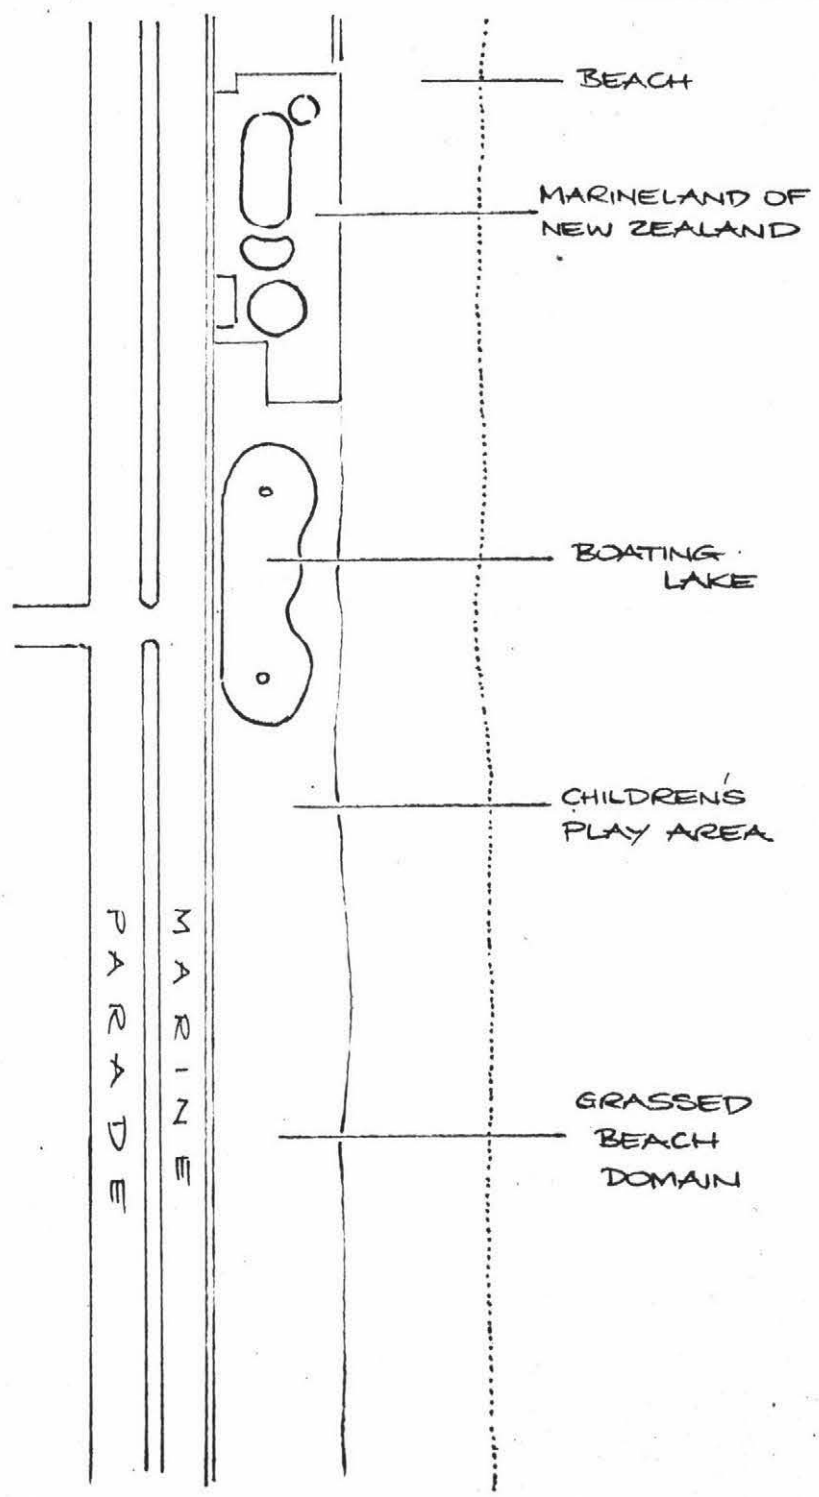 BEACH
MARINELAND OF
NEW ZEALAND
BOATING
LAKE
CHILDREN'S
PLAY AREA
MARINE
PARADE
GRASSED
BEACH
DOMAIN